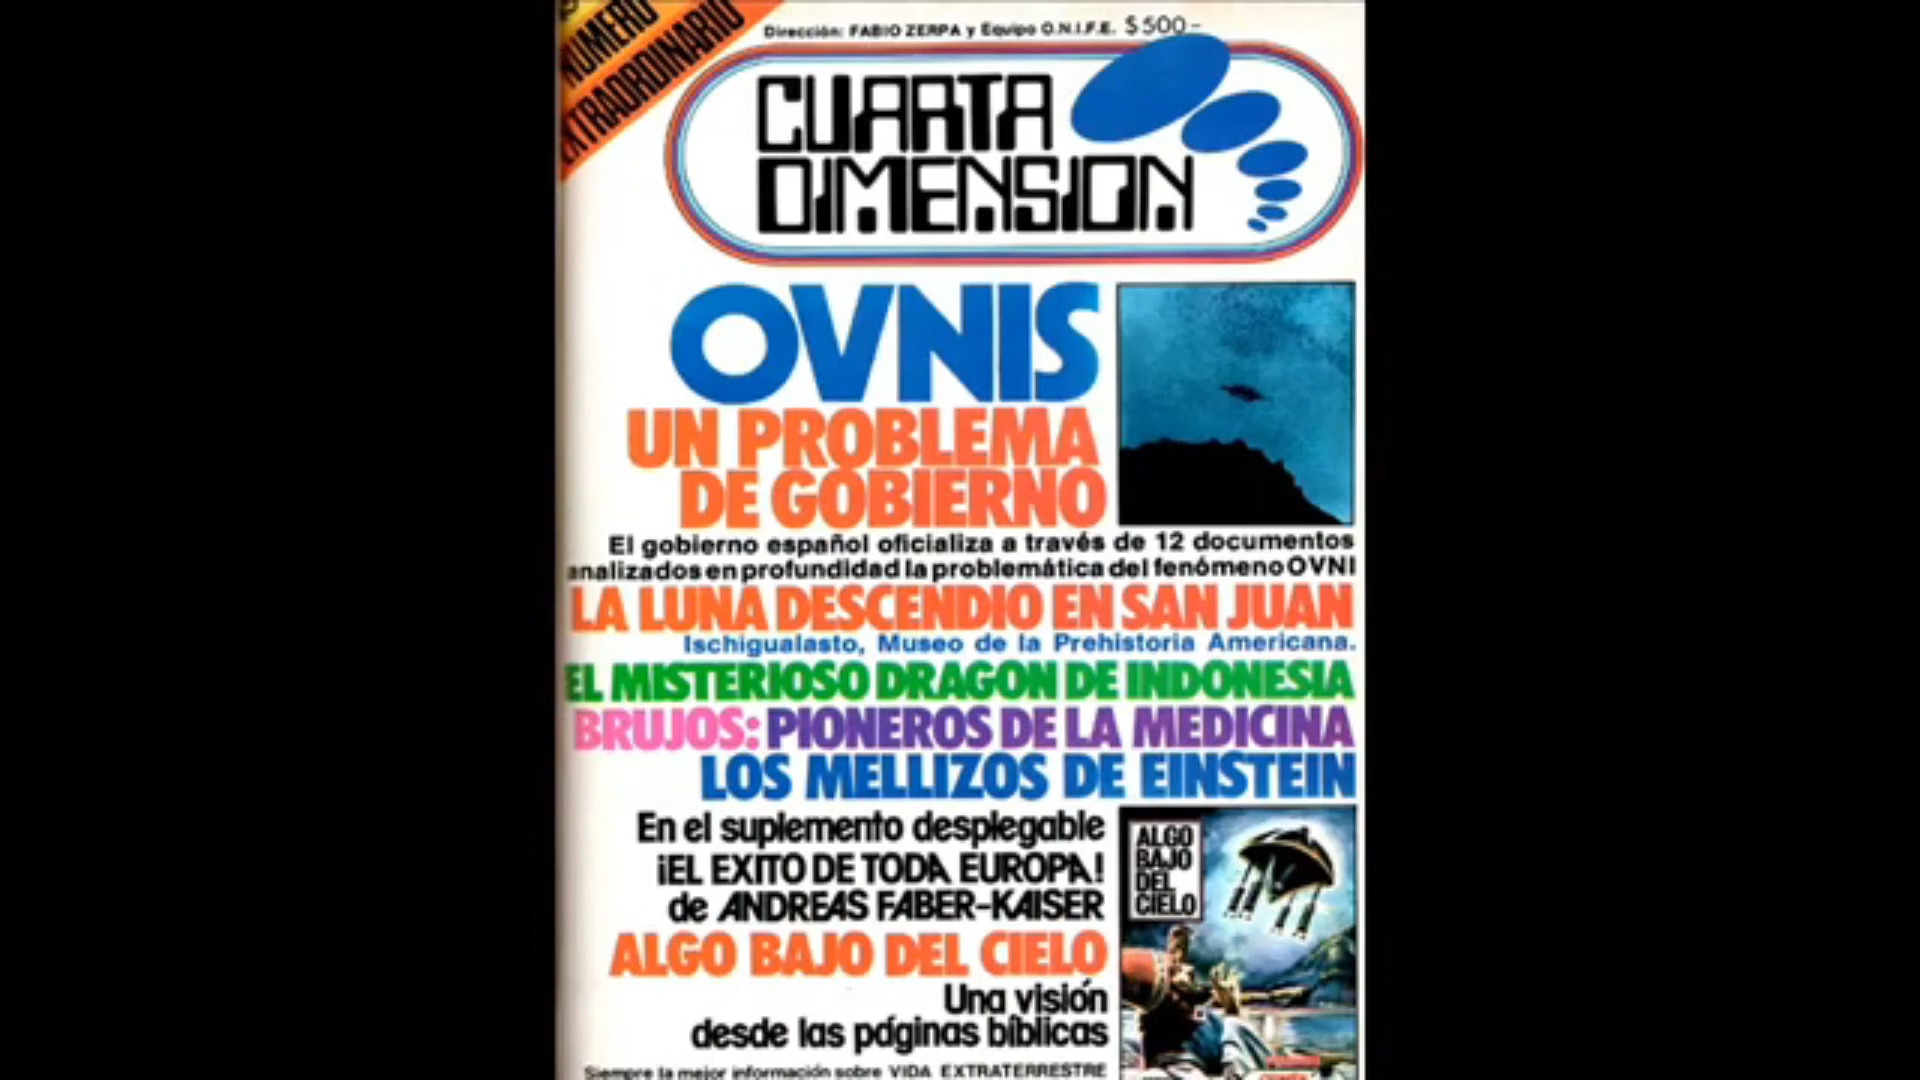 NUMERO
EXTRAORDINARIO
Dirección: FABIO ZERPA y Equipo O.N.I.F.E. $500-
CUARTA
DIMENSION
OVNIS
UN PROBLEMA
DE GOBIERNO
El gobierno español oficializa a través de 12 documentos
analizados en profundidad la problemática del fenómeno OVNI
LA LUNA DESCENDIO EN SAN JUAN
Ischigualasto, Museo de la Prehistoria Americana.
EL MISTERIOSO DRAGON DE INDONESIA
BRUJOS: PIONEROS DE LA MEDICINA
LOS MELLIZOS DE EINSTEIN
En el suplemento desplegable
¡EL EXITO DE TODA EUROPA!
de ANDREAS FABER-KAISER
ALGO BAJO DEL CIELO
Una visión
desde las páginas bíblicas
Siempre la mejor información sobre VIDA EXTRATERRESTRE
ALGO
BAJO
DEL
CIELO